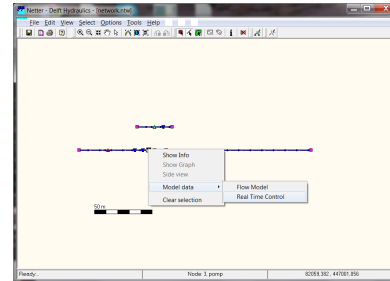 Netter - Delft Hydraulics - [network.ntw]
File Edit View Select Options Tools Help
Show Info
Show Graph
Side view
Model data
Clear selection
Flow Model
Real Time Control
50 m
Ready...
Node: 1 pomp
82059,382 , 447001.856